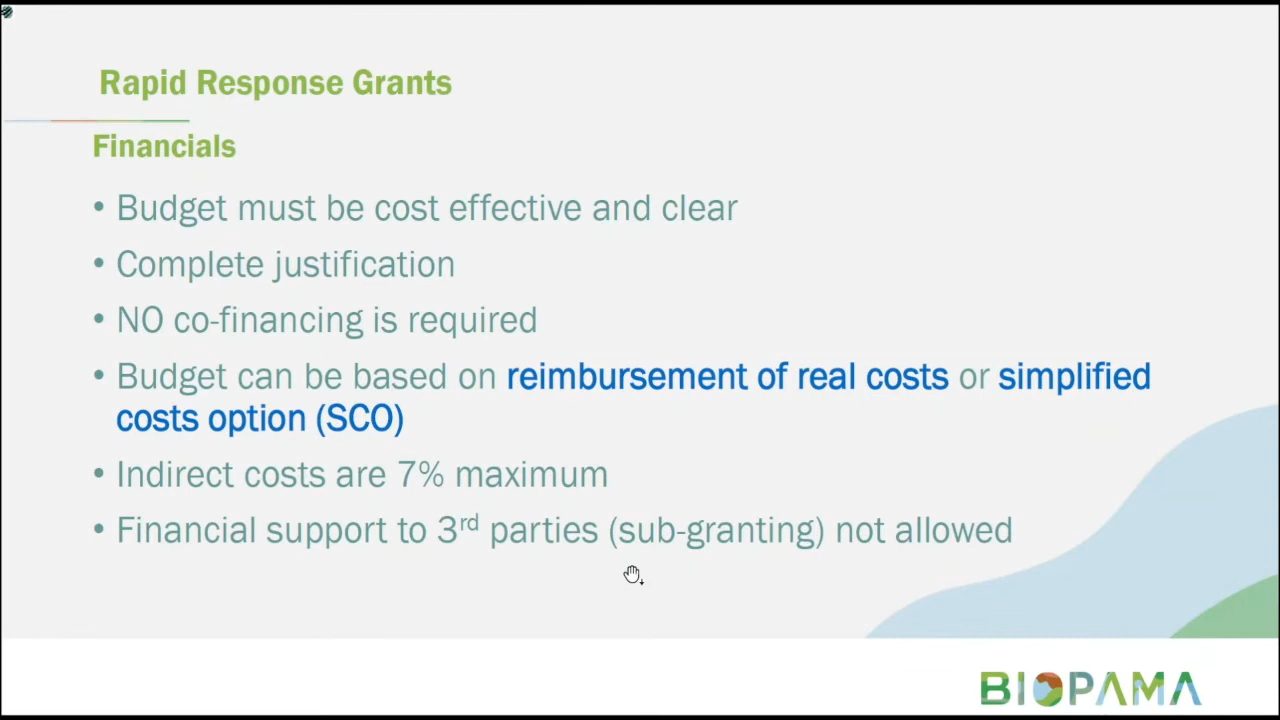 Rapid Response Grants
Financials
• Budget must be cost effective and clear
• Complete justification
• NO co-financing is required
• Budget can be based on reimbursement of real costs or simplified
costs option (SCO)
• Indirect costs are 7% maximum
• Financial support to 3rd parties (sub-granting) not allowed
BIOPAMA